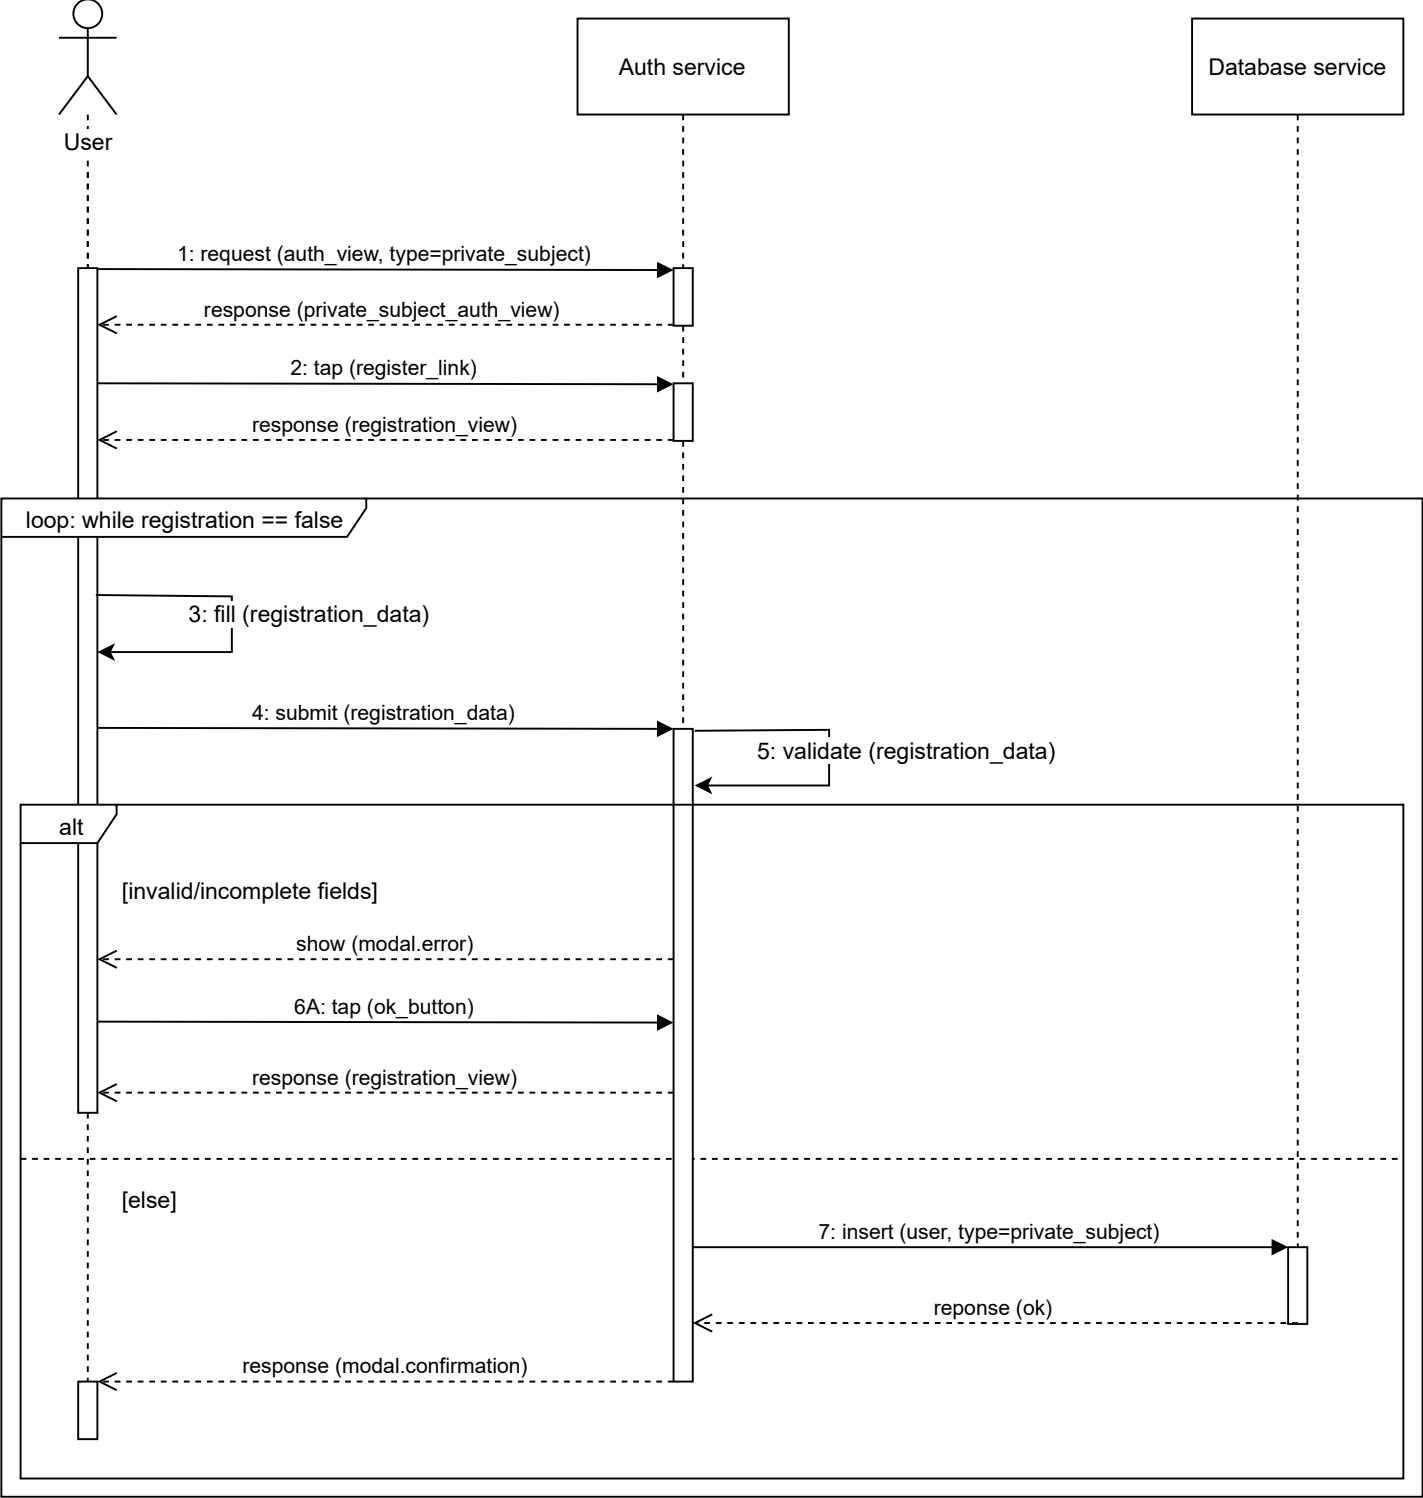 User
Auth service
Database service
1: request (auth_view, type=private_subject)
response (private_subject_auth_view)
2: tap (register_link)
response (registration_view)
loop: while registration == false
3: fill (registration_data)
4: submit (registration_data)
5: validate (registration_data)
alt
[invalid/incomplete fields]
show (modal.error)
6A: tap (ok_button)
response (registration_view)
[else]
7: insert (user, type=private_subject)
reponse (ok)
response (modal.confirmation)